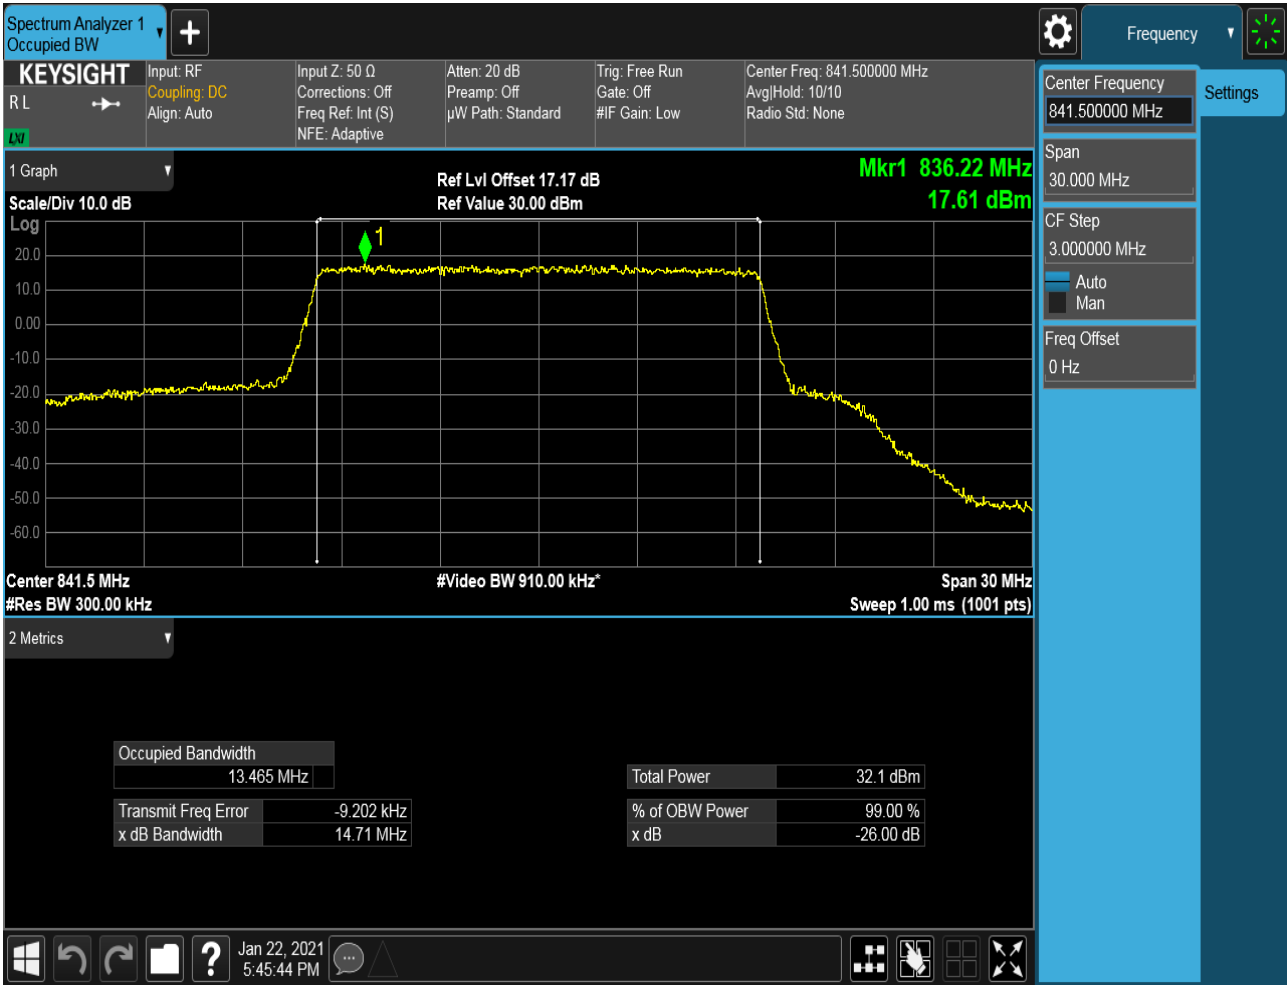 Spectrum Analyzer 1
Occupied BW
Frequency
KEYSIGHT
R L
LXI
Input: RF
Coupling: DC
Align: Auto
Input Z: 50 Ω
Corrections: Off
Freq Ref: Int (S)
NFE: Adaptive
Atten: 20 dB
Preamp: Off
µW Path: Standard
Trig: Free Run
Gate: Off
#IF Gain: Low
Center Freq: 841.500000 MHz
Avg|Hold: 10/10
Radio Std: None
Center Frequency
841.500000 MHz
Settings
Span
30.000 MHz
CF Step
3.000000 MHz
Auto
Man
Freq Offset
0 Hz
1 Graph
Scale/Div 10.0 dB
Ref Lvl Offset 17.17 dB
Ref Value 30.00 dBm
Mkr1 836.22 MHz
17.61 dBm
Log
1
20.0
10.0
0.00
-10.0
-20.0
-30.0
-40.0
-50.0
-60.0
Center 841.5 MHz
#Video BW 910.00 kHz*
Span 30 MHz
#Res BW 300.00 kHz
Sweep 1.00 ms (1001 pts)
2 Metrics
Occupied Bandwidth
13.465 MHz
Total Power 32.1 dBm
Transmit Freq Error -9.202 kHz
% of OBW Power 99.00 %
x dB Bandwidth 14.71 MHz
x dB -26.00 dB
?
Jan 22, 2021
5:45:44 PM